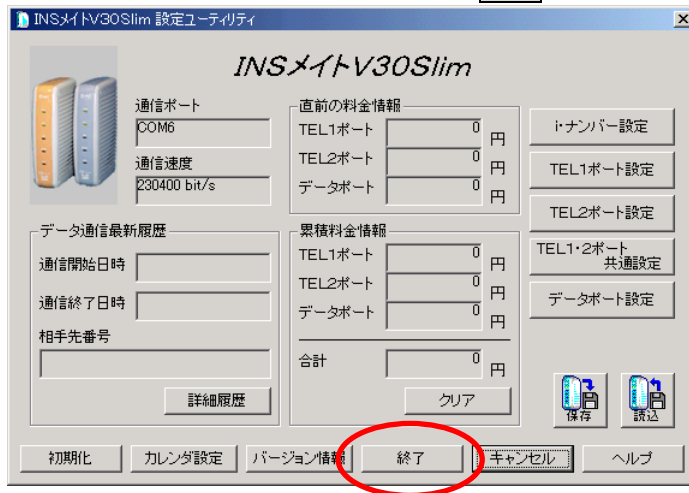 INSメイトV30Slim 設定ユーティリティ
INSメイトV30Slim
通信ポート
COM6
通信速度
230400 bit/s
直前の料金情報
TEL1ポート 0 円
TEL2ポート 0 円
データポート 0 円
i・ナンバー設定
TEL1ポート設定
TEL2ポート設定
TEL1・2ポート
共通設定
データポート設定
データ通信最新履歴
通信開始日時
通信終了日時
相手先番号
詳細履歴
累積料金情報
TEL1ポート 0 円
TEL2ポート 0 円
データポート 0 円
合計 0 円
クリア
保存
読込
初期化
カレンダ設定
バージョン情報
終了
キャンセル
ヘルプ